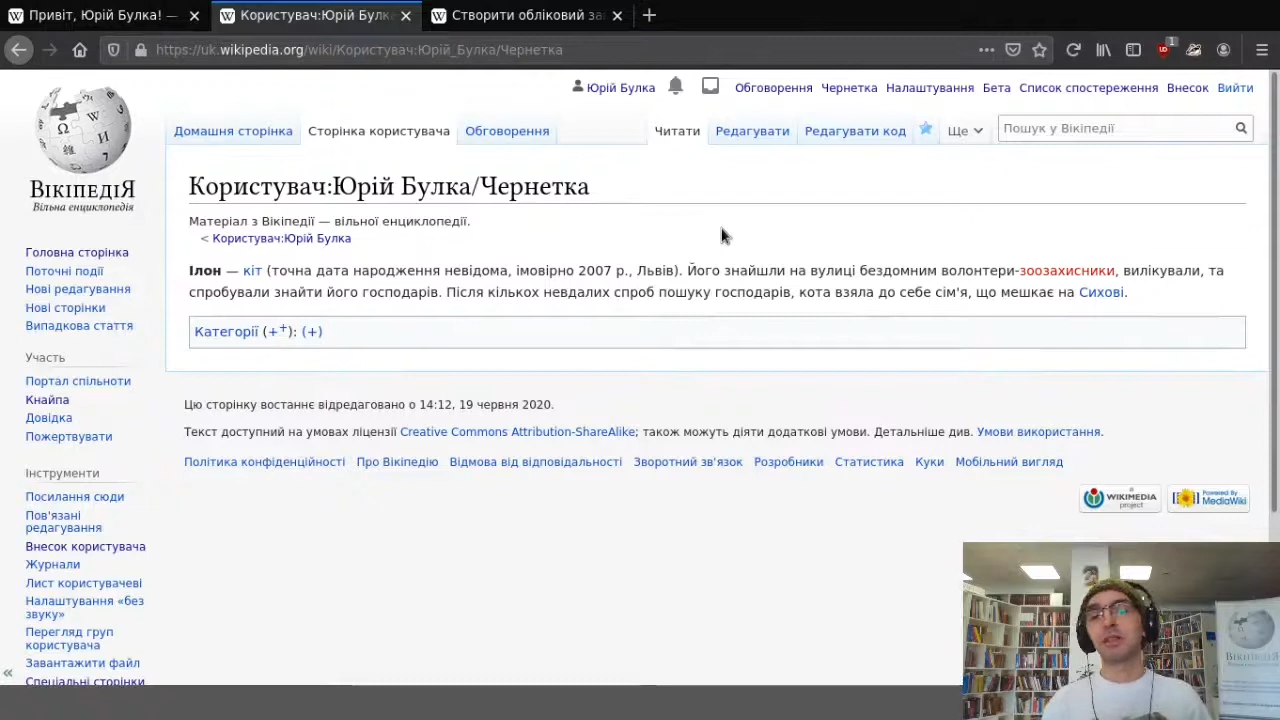 Привіт, Юрій Булка! —
Користувач:Юрій Булка
Створити обліковий за
https://uk.wikipedia.org/wiki/Користувач:Юрій_Булка/Чернетка
1
Юрій Булка
Обговорення
Чернетка
Налаштування
Бета
Список спостереження
Внесок
Вийти
Домашня сторінка
Сторінка користувача
Обговорення
Читати
Редагувати
Редагувати код
Ще
Пошук у Вікіпедії
ВІКІПЕДІЯ
Вільна енциклопедія
Користувач:Юрій Булка/Чернетка
Матеріал з Вікіпедії — вільної енциклопедії.
< Користувач:Юрій Булка
Ілон — кіт (точна дата народження невідома, імовірно 2007 р., Львів). Його знайшли на вулиці бездомним волонтери-зоозахисники, вилікували, та
спробували знайти його господарів. Після кількох невдалих спроб пошуку господарів, кота взяла до себе сім'я, що мешкає на Сихові.
Категорії (++): (+)
Цю сторінку востаннє відредаговано о 14:12, 19 червня 2020.
Текст доступний на умовах ліцензії Creative Commons Attribution-ShareAlike; також можуть діяти додаткові умови. Детальніше див. Умови використання.
Політика конфіденційності
Про Вікіпедію
Відмова від відповідальності
Зворотний зв'язок
Розробники
Статистика
Куки
Мобільний вигляд
A
WIKIMEDIA
project
Powered By
MediaWiki
Головна сторінка
Поточні події
Нові редагування
Нові сторінки
Випадкова стаття
Участь
Портал спільноти
Кнайпа
Довідка
Пожертвувати
Інструменти
Посилання сюди
Пов'язані
редагування
Внесок користувача
Журнали
Лист користувачеві
Налаштування «без
звуку»
Перегляд груп
користувача
Завантажити файл
Спеціальні сторінки
ВІКІПЕДІЯ